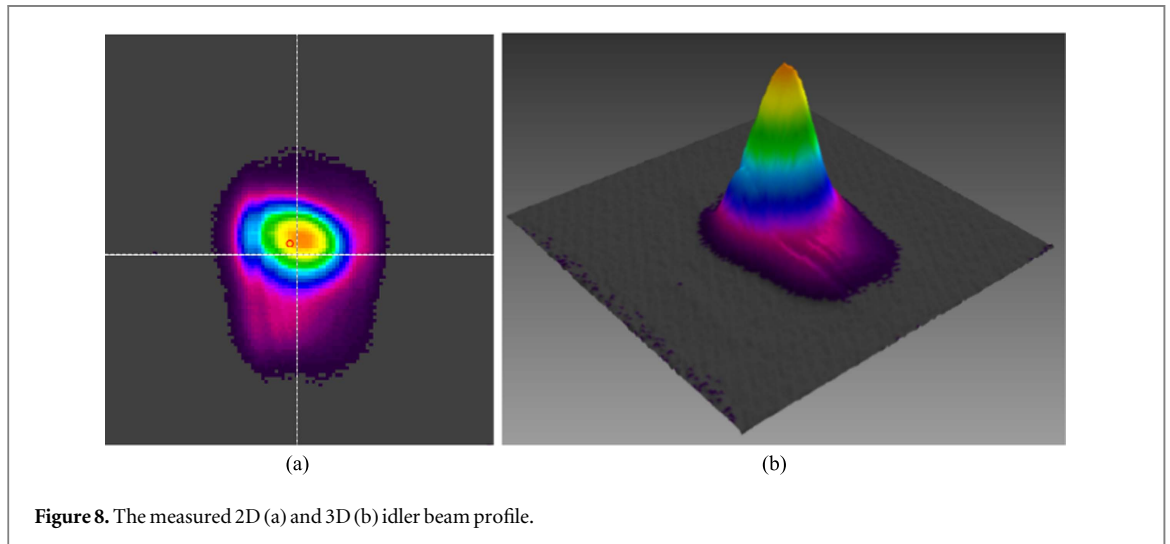 (a)
(b)
Figure 8. The measured 2D (a) and 3D (b) idler beam profile.